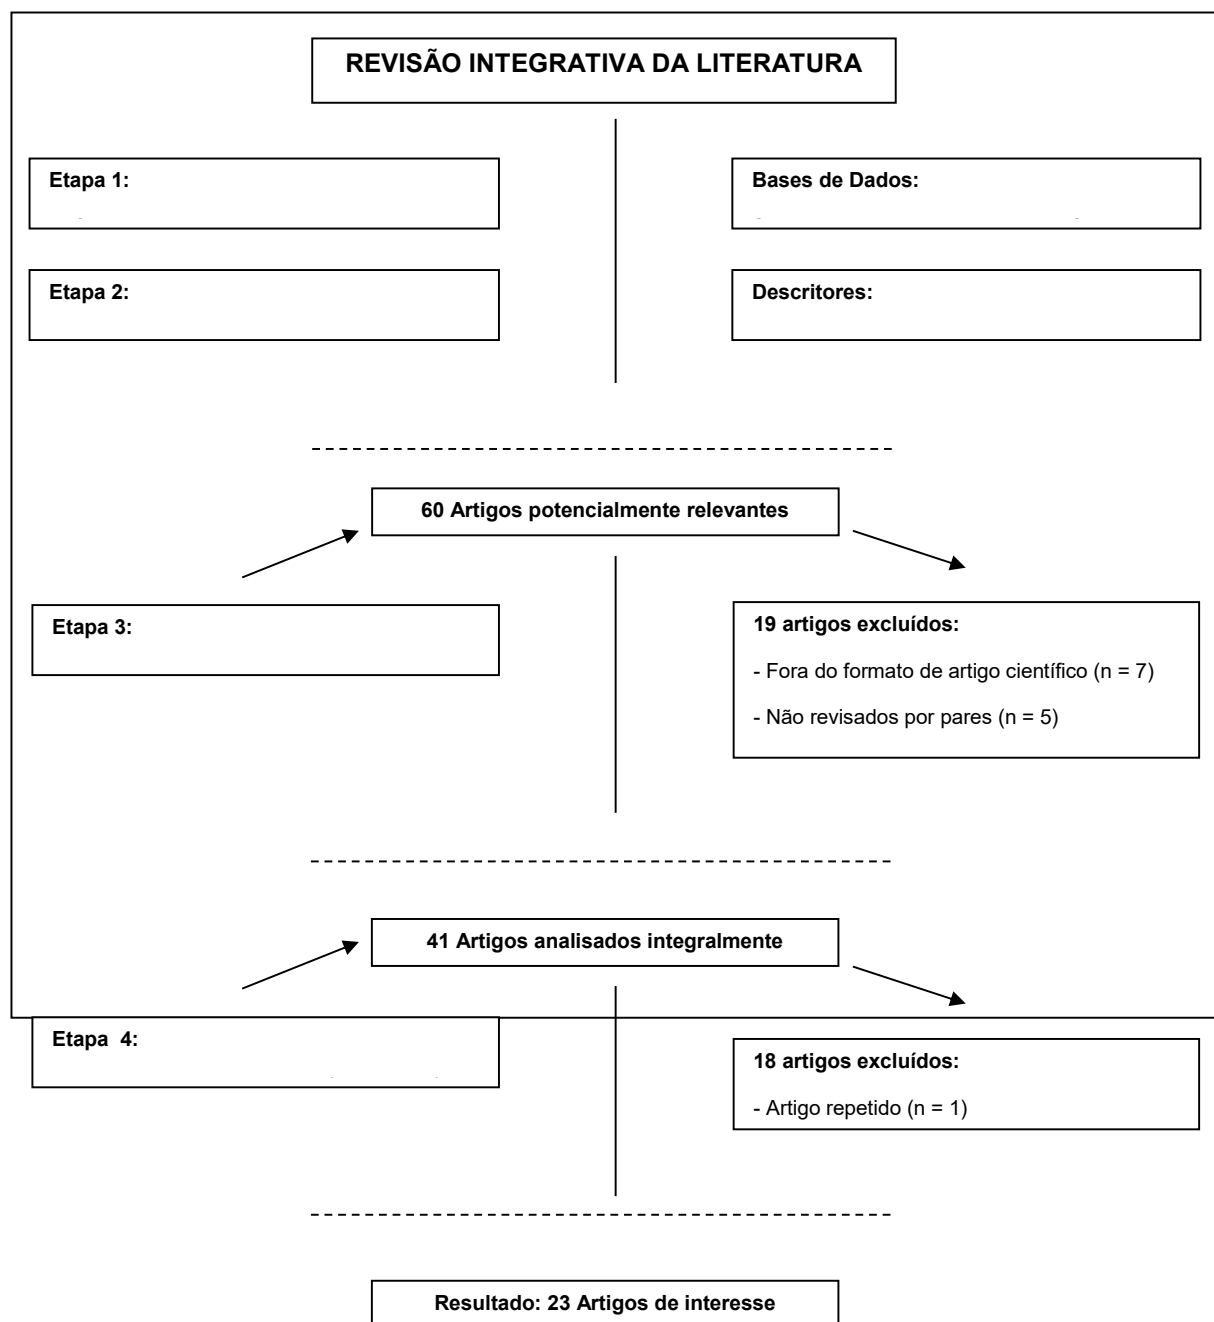 REVISÃO INTEGRATIVA DA LITERATURA
Etapa 1:
Bases de Dados:
Etapa 2:
Descritores:
60 Artigos potencialmente relevantes
Etapa 3:
19 artigos excluídos:
- Fora do formato de artigo científico (n = 7)
- Não revisados por pares (n = 5)
41 Artigos analisados integralmente
Etapa 4:
18 artigos excluídos:
- Artigo repetido (n = 1)
Resultado: 23 Artigos de interesse